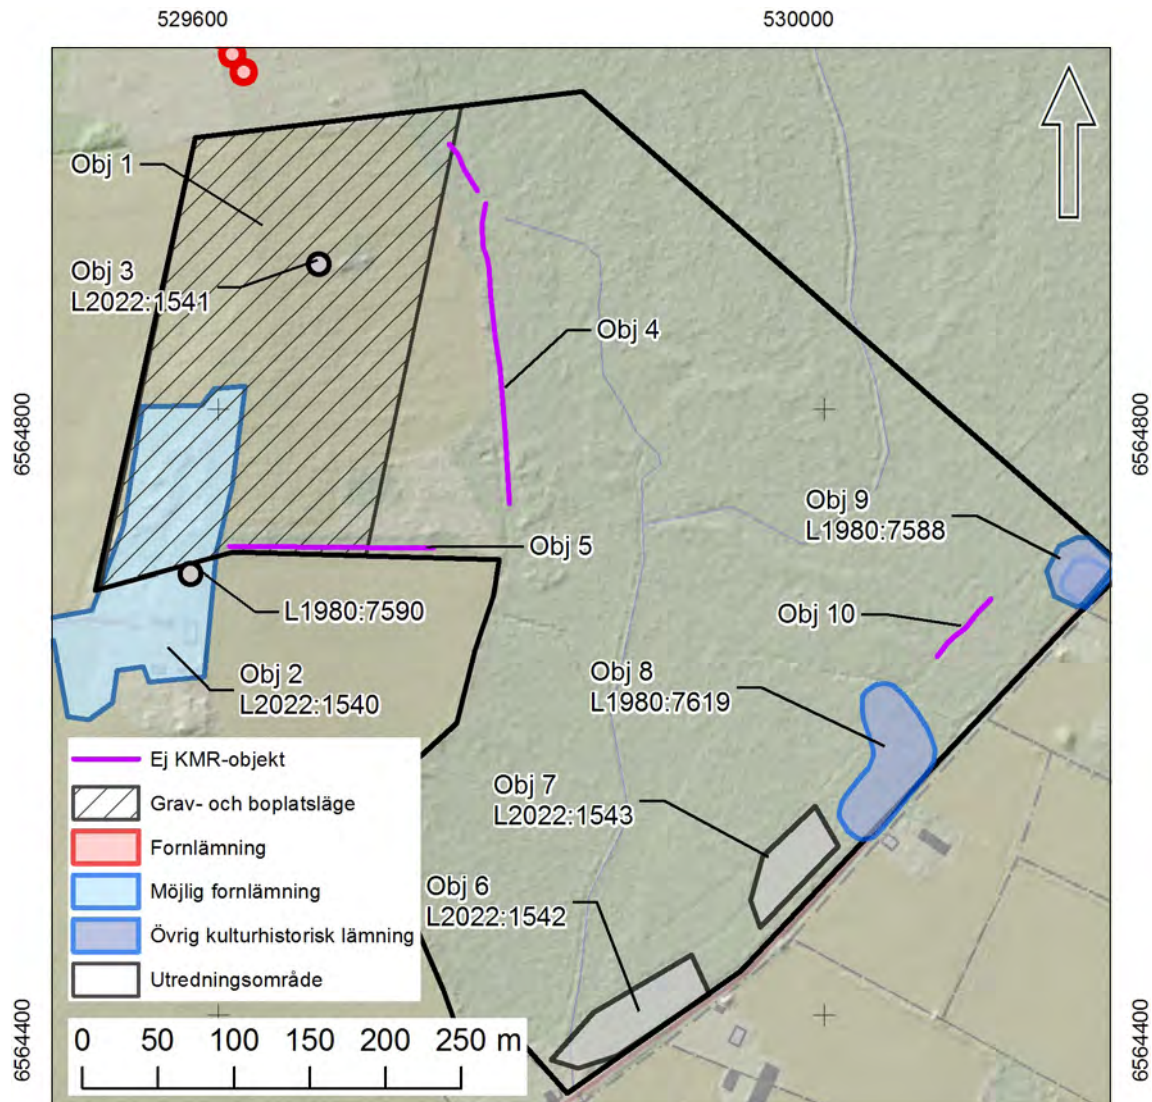 529600
530000
Obj 1
Obj 3
L2022:1541
Obj 4
6564800
6564800
Obj 9
L1980:7588
Obj 5
L1980:7590
Obj 10
Obj 2
L2022:1540
Obj 8
L1980:7619
Obj 7
L2022:1543
Obj 6
L2022:1542
Ej KMR-objekt
Grav- och boplatsläge
Fornlämning
Möjlig fornlämning
Övrig kulturhistorisk lämning
Utredningsområde
0 50 100 150 200 250 m
6564400
6564400